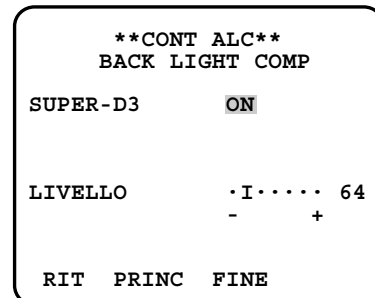 **CONT ALC**
BACK LIGHT COMP
SUPER-D3 ON
LIVELLO ·I····· 64
- +
RIT PRINC FINE